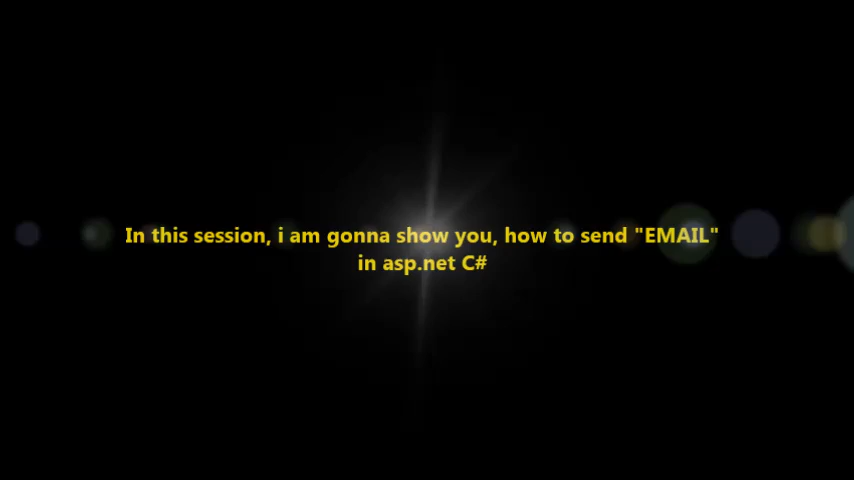 In this session, i am gonna show you, how to send "EMAIL"
in asp.net C#